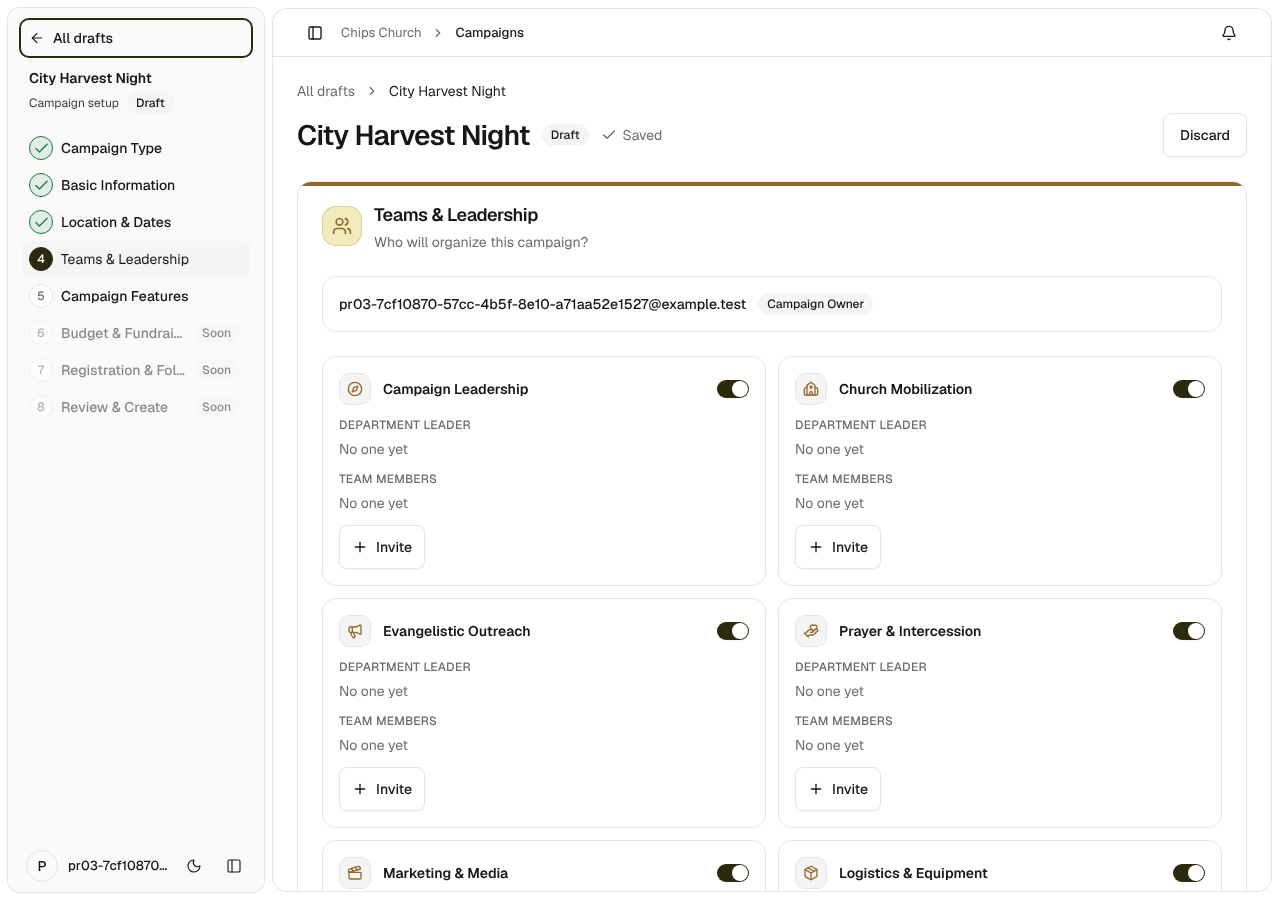 All drafts
City Harvest Night
Campaign setup Draft
Campaign Type
Basic Information
Location & Dates
4 Teams & Leadership
5 Campaign Features
6 Budget & Fundrai... Soon
7 Registration & Fol... Soon
8 Review & Create Soon
P pr03-7cf10870...
Chips Church > Campaigns
All drafts > City Harvest Night
City Harvest Night Draft Saved
Discard
Teams & Leadership
Who will organize this campaign?
pr03-7cf10870-57cc-4b5f-8e10-a71aa52e1527@example.test Campaign Owner
Campaign Leadership
DEPARTMENT LEADER
No one yet
TEAM MEMBERS
No one yet
+ Invite
Church Mobilization
DEPARTMENT LEADER
No one yet
TEAM MEMBERS
No one yet
+ Invite
Evangelistic Outreach
DEPARTMENT LEADER
No one yet
TEAM MEMBERS
No one yet
+ Invite
Prayer & Intercession
DEPARTMENT LEADER
No one yet
TEAM MEMBERS
No one yet
+ Invite
Marketing & Media
Logistics & Equipment